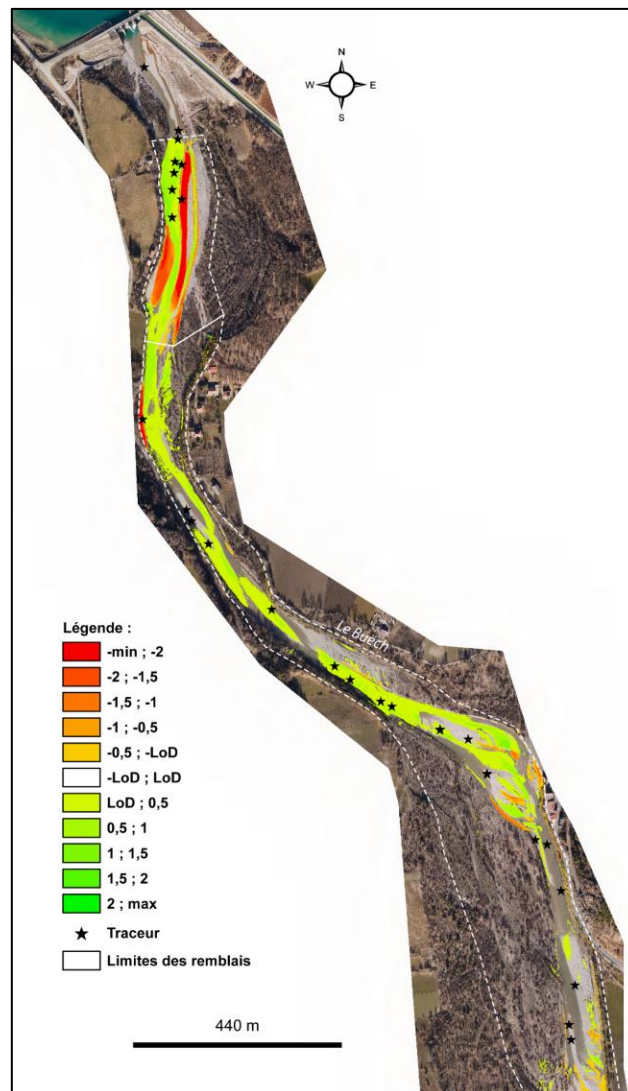 N
W E
S
Le Buëch
Légende :
-min ; -2
-2 ; -1,5
-1,5 ; -1
-1 ; -0,5
-0,5 ; -LoD
-LoD ; LoD
LoD ; 0,5
0,5 ; 1
1 ; 1,5
1,5 ; 2
2 ; max
Traceur
Limites des remblais
440 m